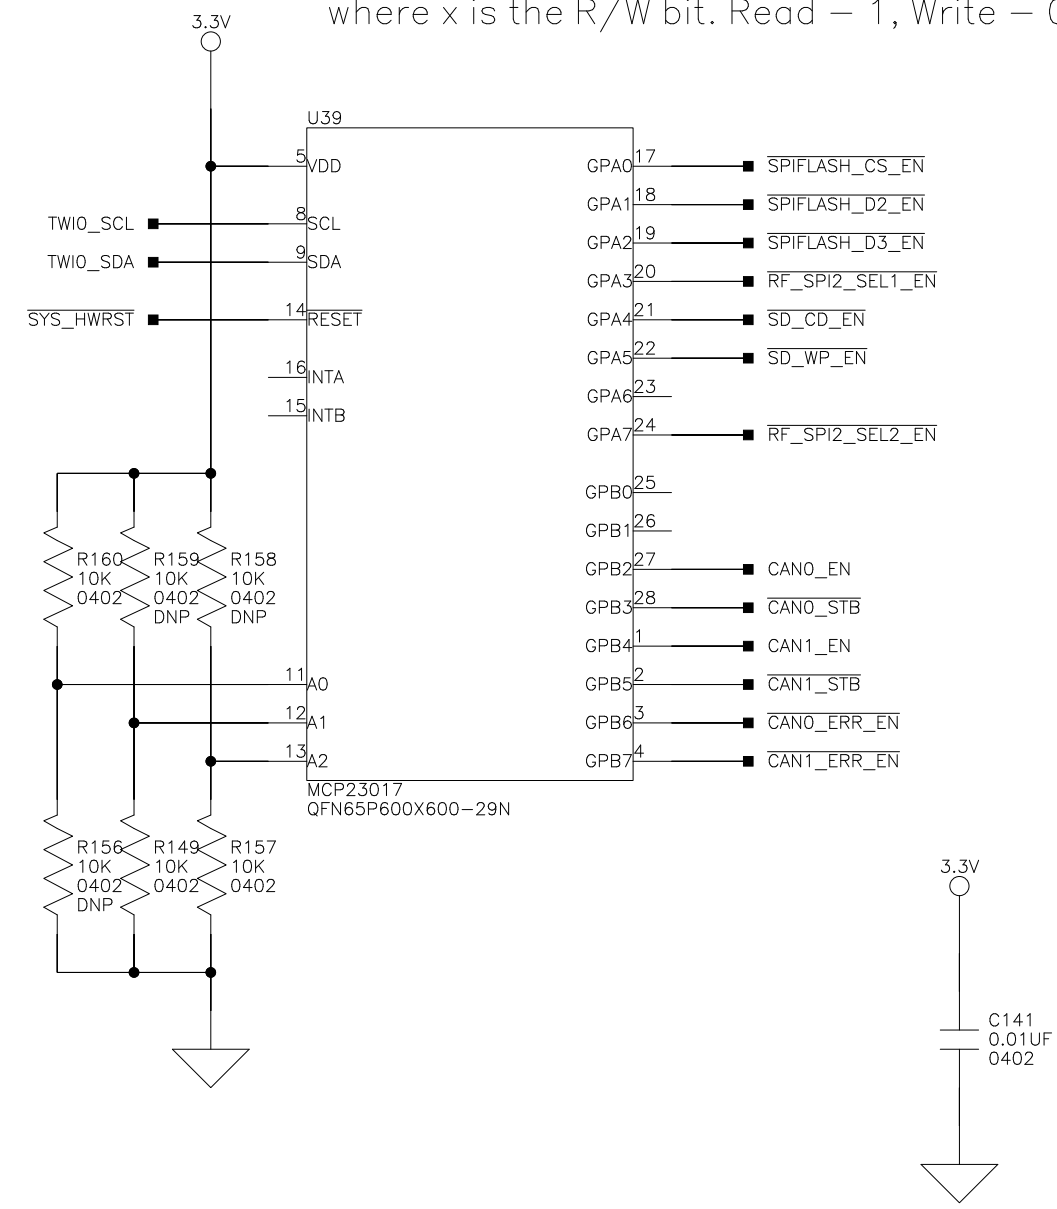 where x is the R/W bit. Read – 1, Write –
3.3V
U39
5 VDD
8 SCL
9 SDA
14 RESET
16 INTA
15 INTB
11 A0
12 A1
13 A2
TWI0_SCL
TWI0_SDA
SYS_HWRST
GPA0 17 SPIFLASH_CS_EN
GPA1 18 SPIFLASH_D2_EN
GPA2 19 SPIFLASH_D3_EN
GPA3 20 RF_SPI2_SEL1_EN
GPA4 21 SD_CD_EN
GPA5 22 SD_WP_EN
GPA6 23
GPA7 24 RF_SPI2_SEL2_EN
GPB0 25
GPB1 26
GPB2 27 CAN0_EN
GPB3 28 CAN0_STB
GPB4 1 CAN1_EN
GPB5 2 CAN1_STB
GPB6 3 CAN0_ERR_EN
GPB7 4 CAN1_ERR_EN
MCP23017
QFN65P600X600-29N
R160
10K
0402
R159
10K
0402
DNP
R158
10K
0402
DNP
R156
10K
0402
DNP
R149
10K
0402
R157
10K
0402
3.3V
C141
0.01UF
0402